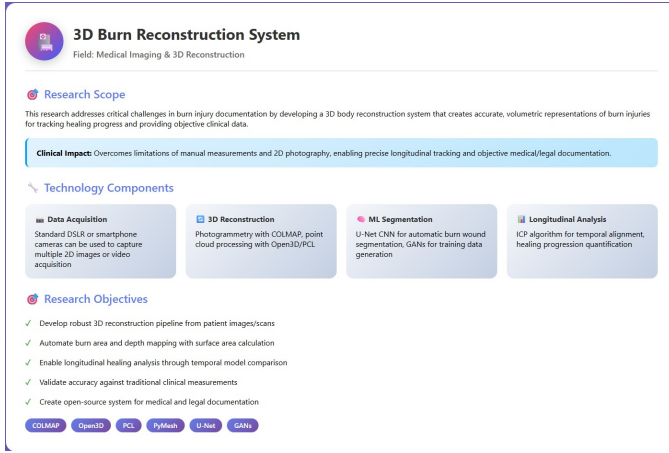 3D Burn Reconstruction System
Field: Medical Imaging & 3D Reconstruction
Research Scope
This research addresses critical challenges in burn injury documentation by developing a 3D body reconstruction system that creates accurate, volumetric representations of burn injuries
for tracking healing progress and providing objective clinical data.
Clinical Impact: Overcomes limitations of manual measurements and 2D photography, enabling precise longitudinal tracking and objective medical/legal documentation.
Technology Components
Data Acquisition
Standard DSLR or smartphone
cameras can be used to capture
multiple 2D images or video
acquisition
3D Reconstruction
Photogrammetry with COLMAP, point
cloud processing with Open3D/PCL
ML Segmentation
U-Net CNN for automatic burn wound
segmentation, GANs for training data
generation
Longitudinal Analysis
ICP algorithm for temporal alignment,
healing progression quantification
Research Objectives
✓ Develop robust 3D reconstruction pipeline from patient images/scans
✓ Automate burn area and depth mapping with surface area calculation
✓ Enable longitudinal healing analysis through temporal model comparison
✓ Validate accuracy against traditional clinical measurements
✓ Create open-source system for medical and legal documentation
COLMAP Open3D PCL PyMesh U-Net GANs